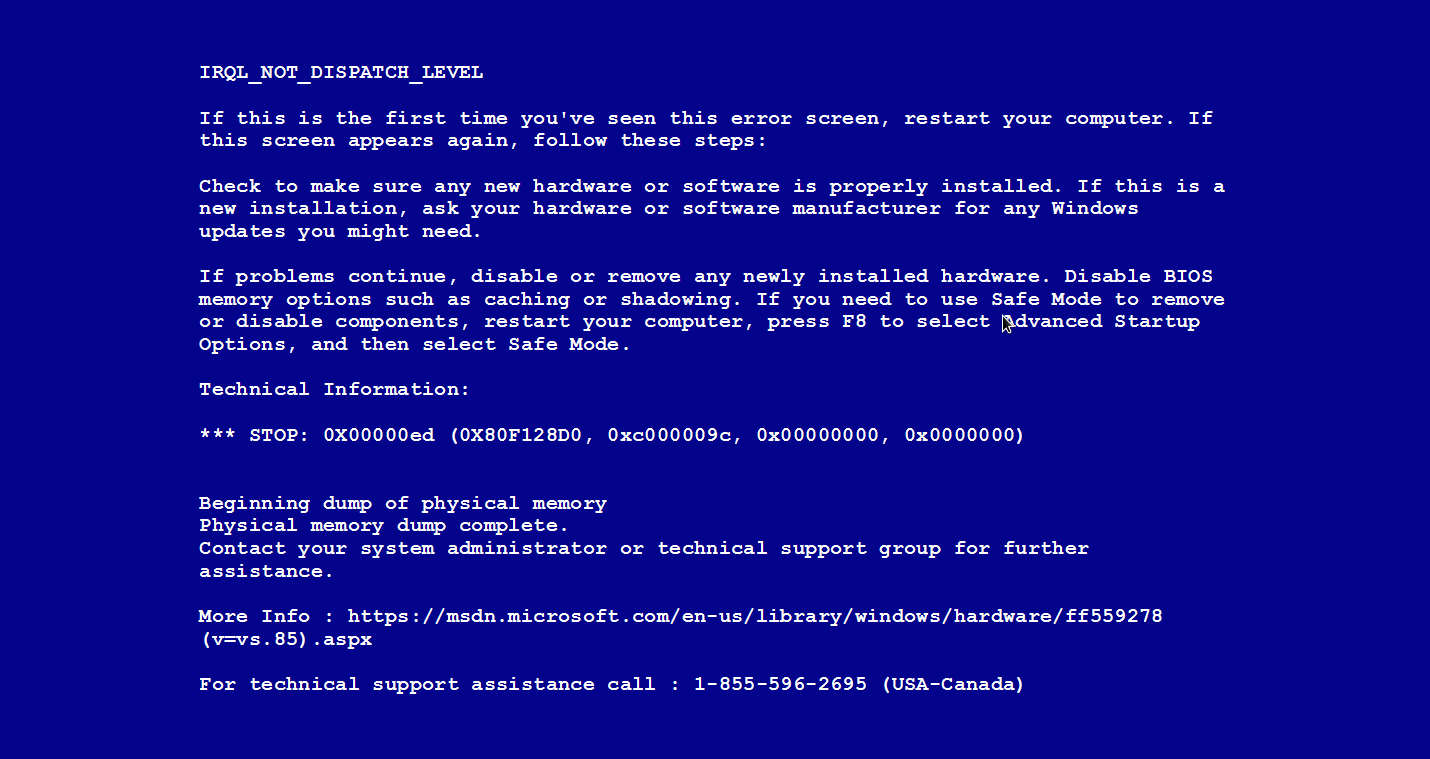 IRQL_NOT_DISPATCH_LEVEL
If this is the first time you've seen this error screen, restart your computer. If
this screen appears again, follow these steps:
Check to make sure any new hardware or software is properly installed. If this is a
new installation, ask your hardware or software manufacturer for any Windows
updates you might need.
If problems continue, disable or remove any newly installed hardware. Disable BIOS
memory options such as caching or shadowing. If you need to use Safe Mode to remove
or disable components, restart your computer, press F8 to select Advanced Startup
Options, and then select Safe Mode.
Technical Information:
*** STOP: 0X00000ed (0X80F128D0, 0xc000009c, 0x00000000, 0x0000000)
Beginning dump of physical memory
Physical memory dump complete.
Contact your system administrator or technical support group for further
assistance.
More Info : https://msdn.microsoft.com/en-us/library/windows/hardware/ff559278
(v=vs.85).aspx
For technical support assistance call : 1-855-596-2695 (USA-Canada)